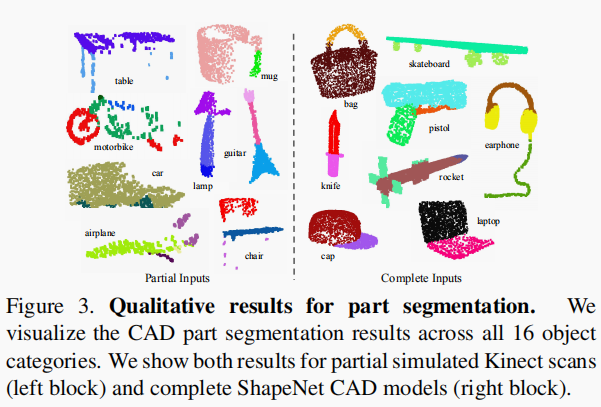 table
mug
motorbike
guitar
lamp
car
airplane
chair
Partial Inputs
bag
skateboard
pistol
earphone
knife
rocket
cap
laptop
Complete Inputs
Figure 3. Qualitative results for part segmentation. We
visualize the CAD part segmentation results across all 16 object
categories. We show both results for partial simulated Kinect scans
(left block) and complete ShapeNet CAD models (right block).